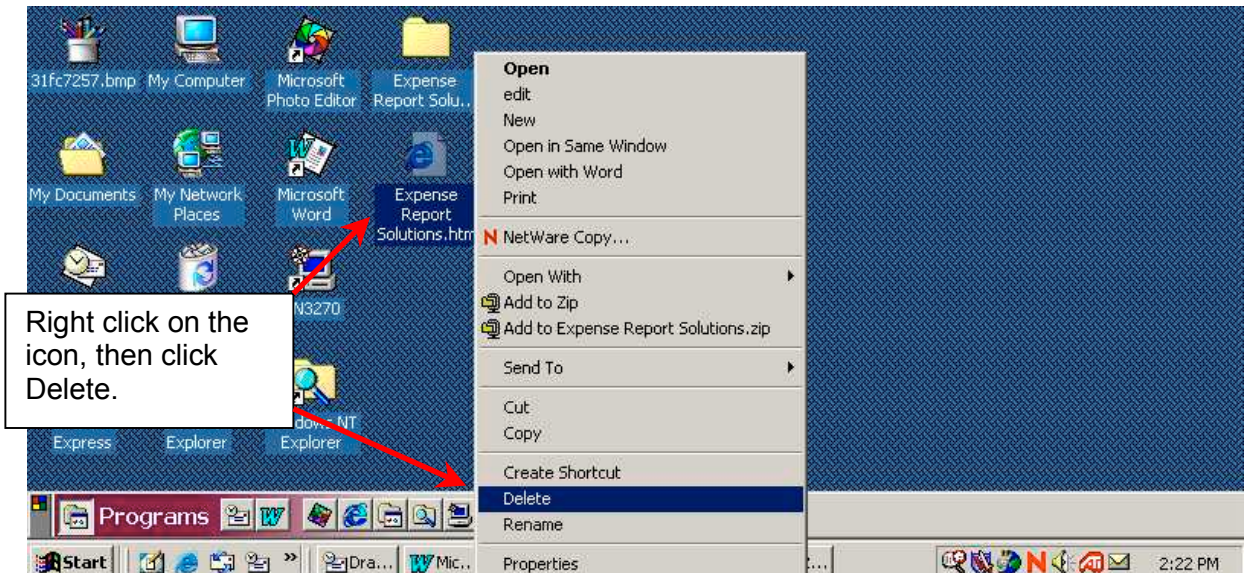 31fc7257.bmp
My Computer
Microsoft
Photo Editor
Expense
Report Solu...
My Documents
My Network
Places
Microsoft
Word
Expense
Report
Solutions.htm
N3270
Express
Explorer
dows NT
Explorer
Right click on the
icon, then click
Delete.
Open
edit
New
Open in Same Window
Open with Word
Print
N NetWare Copy...
Open With
Add to Zip
Add to Expense Report Solutions.zip
Send To
Cut
Copy
Create Shortcut
Delete
Rename
Properties
Programs
Start
»
Dra...
Mic...
2:22 PM